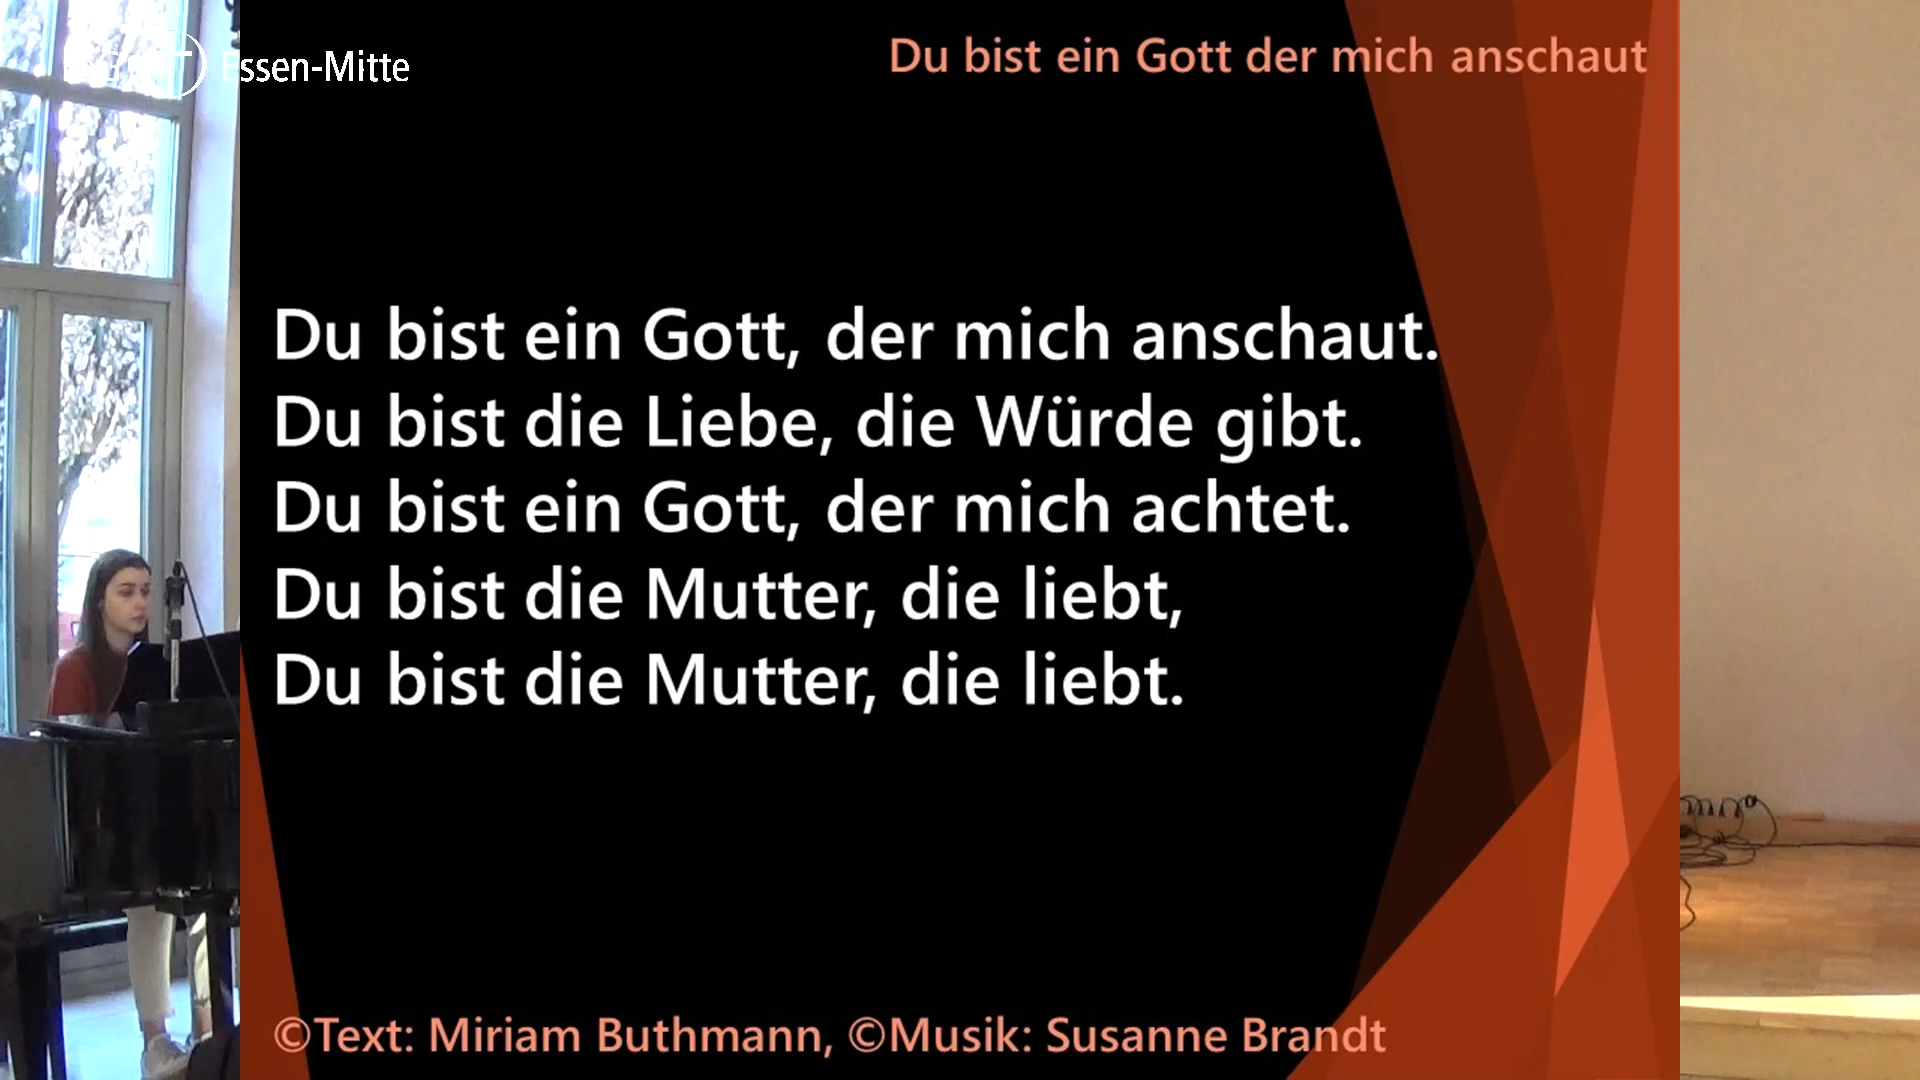 Essen-Mitte
Du bist ein Gott der mich anschaut
Du bist ein Gott, der mich anschaut.
Du bist die Liebe, die Würde gibt.
Du bist ein Gott, der mich achtet.
Du bist die Mutter, die liebt,
Du bist die Mutter, die liebt.
©Text: Miriam Buthmann, ©Musik: Susanne Brandt